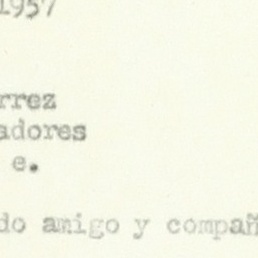 1957
rrez
adores
e.
do amigo y compañ